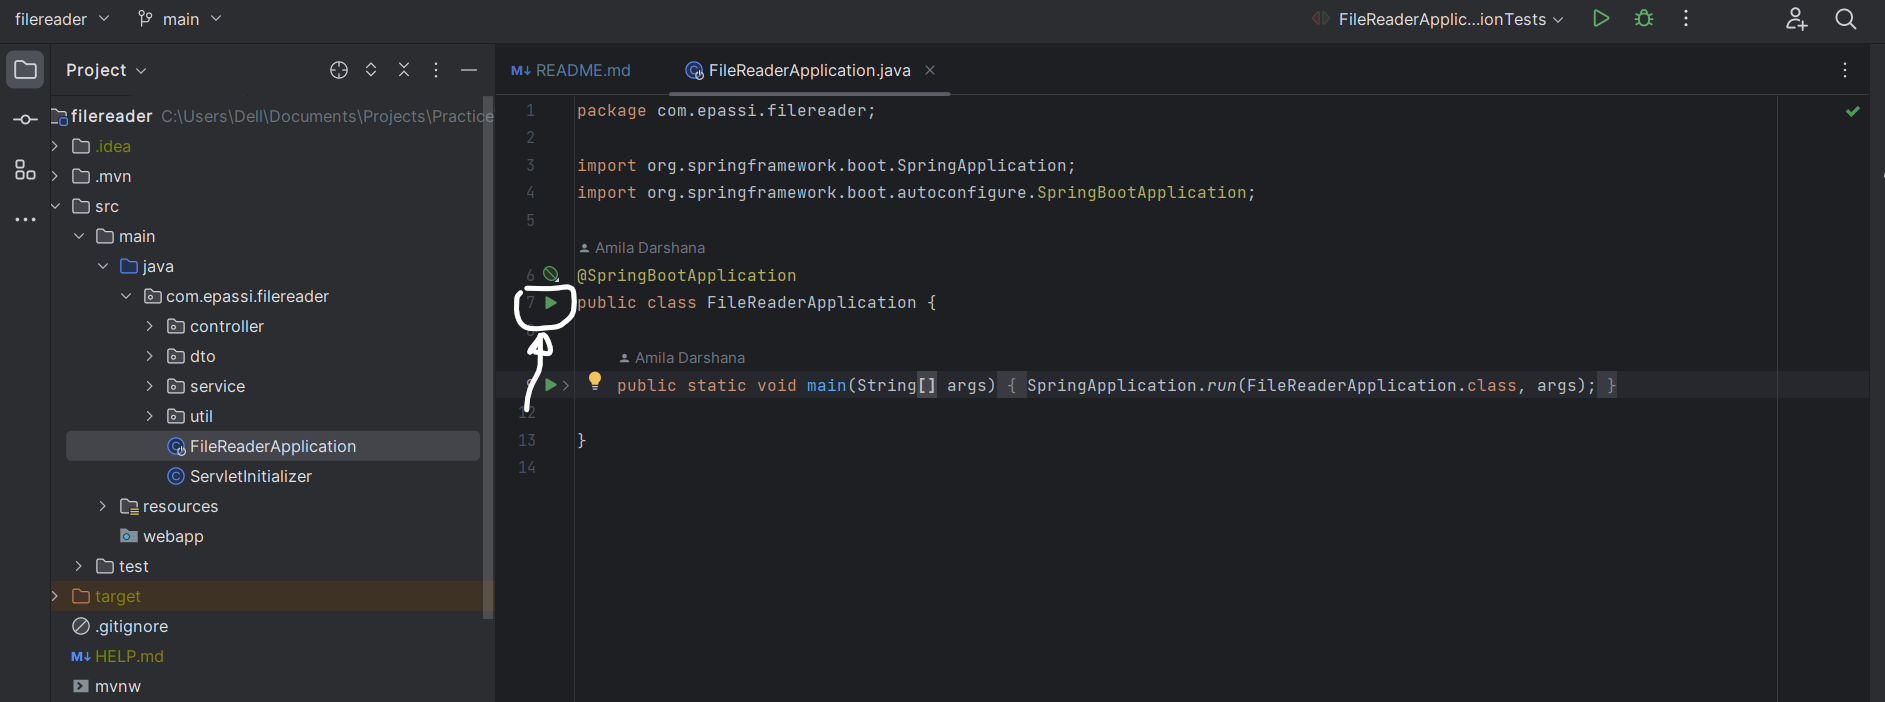 filereader main FileReaderApplic...ionTests
Project
README.md FileReaderApplication.java
filereader C:\Users\Dell\Documents\Projects\Practice
.idea
.mvn
src
main
java
com.epassi.filereader
controller
dto
service
util
FileReaderApplication
ServletInitializer
resources
webapp
test
target
.gitignore
M↓ HELP.md
mvnw
1 package com.epassi.filereader;
2
3 import org.springframework.boot.SpringApplication;
4 import org.springframework.boot.autoconfigure.SpringBootApplication;
5
Amila Darshana
6 @SpringBootApplication
7 public class FileReaderApplication {
8
Amila Darshana
9 public static void main(String[] args) { SpringApplication.run(FileReaderApplication.class, args); }
12
13 }
14